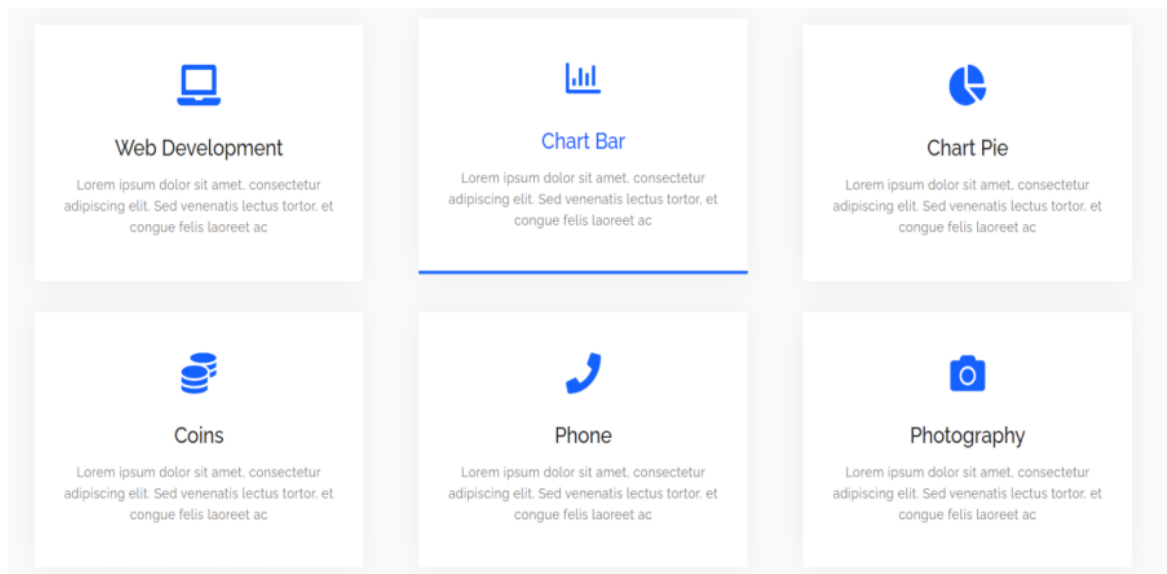 Web Development
Lorem ipsum dolor sit amet, consectetur
adipiscing elit. Sed venenatis lectus tortor, et
congue felis laoreet ac
Chart Bar
Lorem ipsum dolor sit amet, consectetur
adipiscing elit. Sed venenatis lectus tortor, et
congue felis laoreet ac
Chart Pie
Lorem ipsum dolor sit amet, consectetur
adipiscing elit. Sed venenatis lectus tortor, et
congue felis laoreet ac
Coins
Lorem ipsum dolor sit amet, consectetur
adipiscing elit. Sed venenatis lectus tortor, et
congue felis laoreet ac
Phone
Lorem ipsum dolor sit amet, consectetur
adipiscing elit. Sed venenatis lectus tortor, et
congue felis laoreet ac
Photography
Lorem ipsum dolor sit amet, consectetur
adipiscing elit. Sed venenatis lectus tortor, et
congue felis laoreet ac